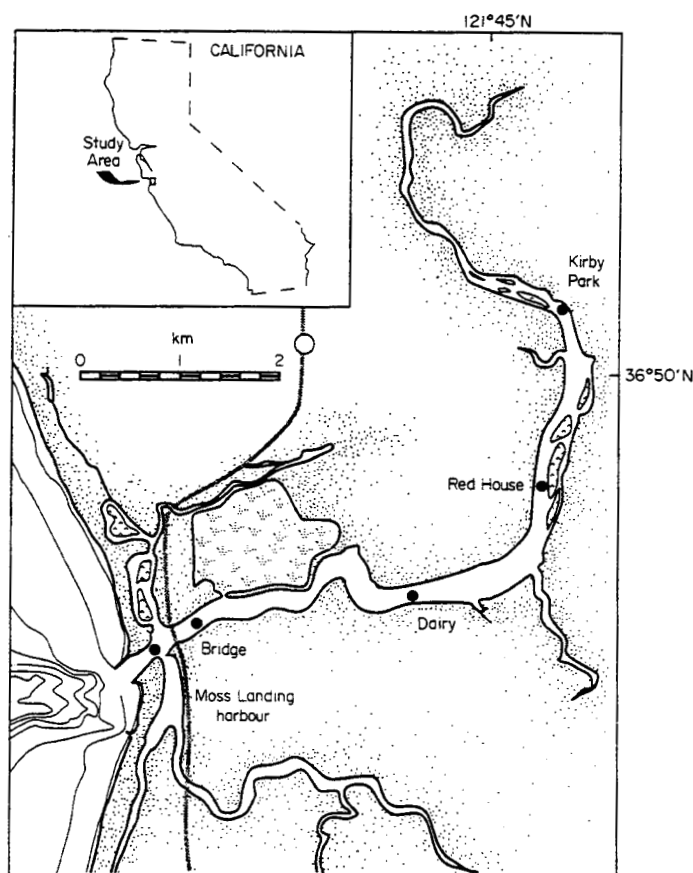 121°45'N
CALIFORNIA
Study
Area
Kirby
Park
km
0 1 2
36°50'N
Red House
Dairy
Bridge
Moss Landing
harbour